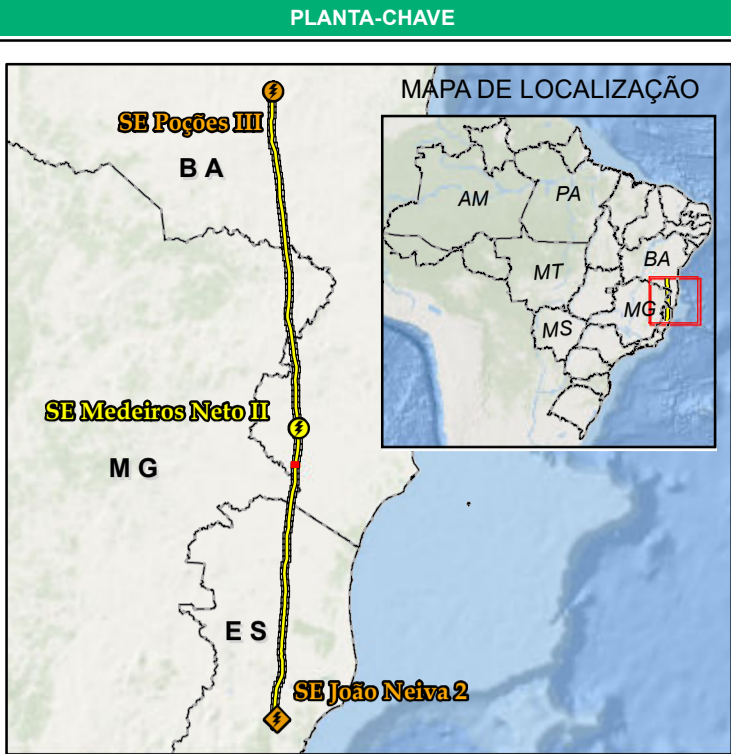 PLANTA-CHAVE
MAPA DE LOCALIZAÇÃO
SE Poções III
B A
AM
PA
BA
MT
MG
MS
SE Medeiros Neto II
M G
E S
SE João Neiva 2